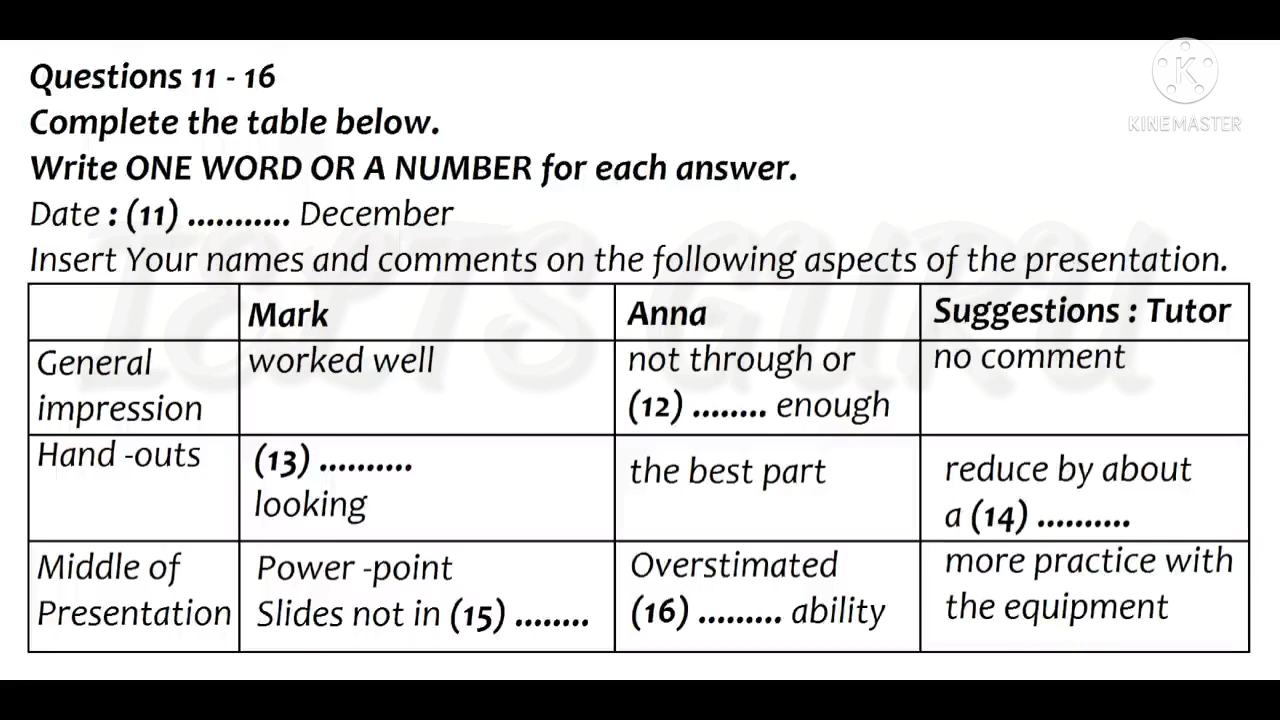 KINEMASTER
Questions 11 - 16
Complete the table below.
Write ONE WORD OR A NUMBER for each answer.
Date : (11) ........... December
Insert Your names and comments on the following aspects of the presentation.
Mark Anna Suggestions : Tutor
General impression
worked well
not through or
(12) ........ enough
no comment
Hand -outs
(13) ..........
looking
the best part
reduce by about
a (14) ..........
Middle of
Presentation
Power -point
Slides not in (15) ........
Overstimated
(16) ......... ability
more practice with
the equipment
IELTS GURU